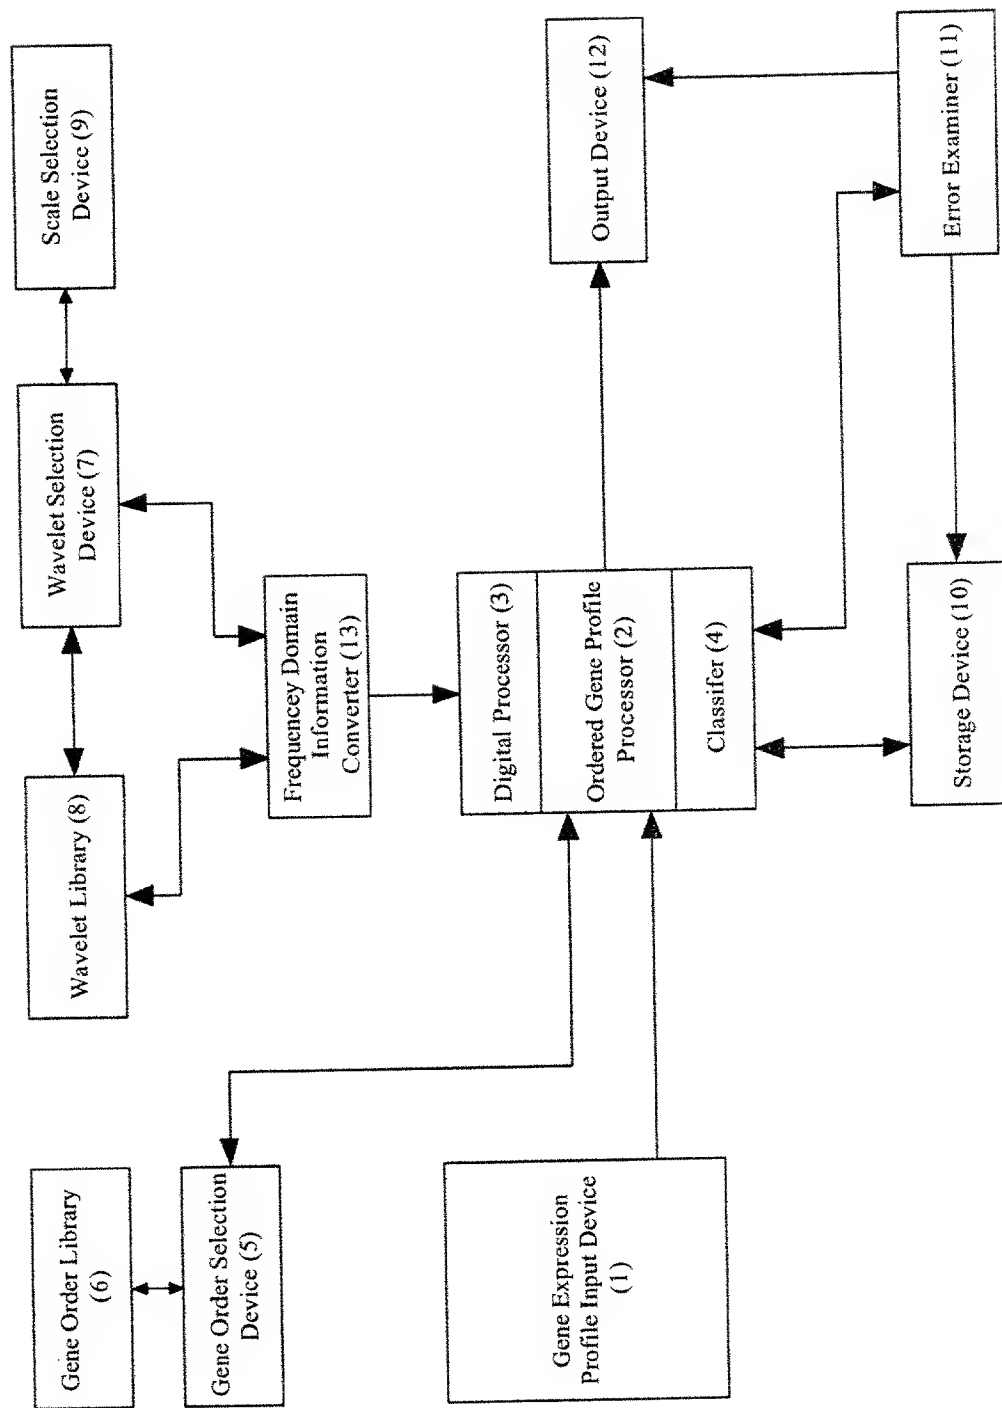 Gene Order Library
(6)
Gene Order Selection
Device (5)
Gene Expression
Profile Input Device
(1)
Wavelet Library (8)
Wavelet Selection
Device (7)
Scale Selection
Device (9)
Frequencey Domain
Information
Converter (13)
Digital Processor (3)
Ordered Gene Profile
Processor (2)
Classifer (4)
Output Device (12)
Storage Device (10)
Error Examiner (11)